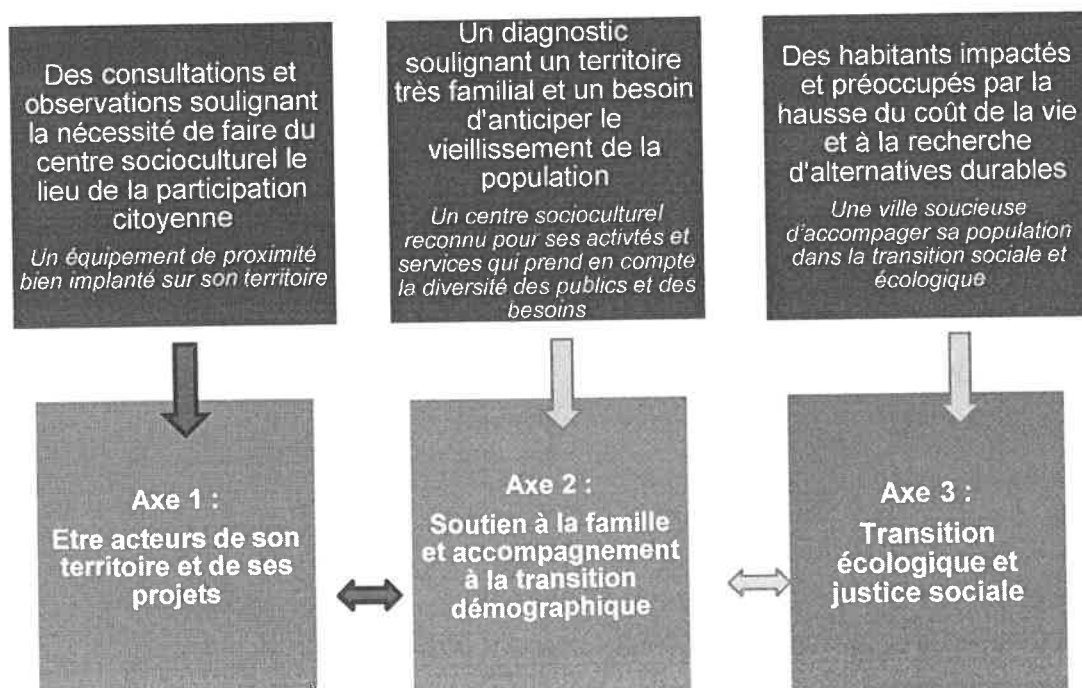 Des consultations et
observations soulignant
la nécessité de faire du
centre socioculturel le
lieu de la participation
citoyenne
Un équipement de proximité
bien implanté sur son territoire
Un diagnostic
soulignant un territoire
très familial et un besoin
d'anticiper le
vieillissement de la
population
Un centre socioculturel
reconnu pour ses activtés et
services qui prend en compte
la diversité des publics et des
besoins
Des habitants impactés
et préoccupés par la
hausse du coût de la vie
et à la recherche
d'alternatives durables
Une ville soucieuse
d'accompager sa population
dans la transition sociale et
écologique
Axe 1 :
Etre acteurs de son
territoire et de ses
projets
Axe 2 :
Soutien à la famille
et accompagnement
à la transition
démographique
Axe 3 :
Transition
écologique et
justice sociale